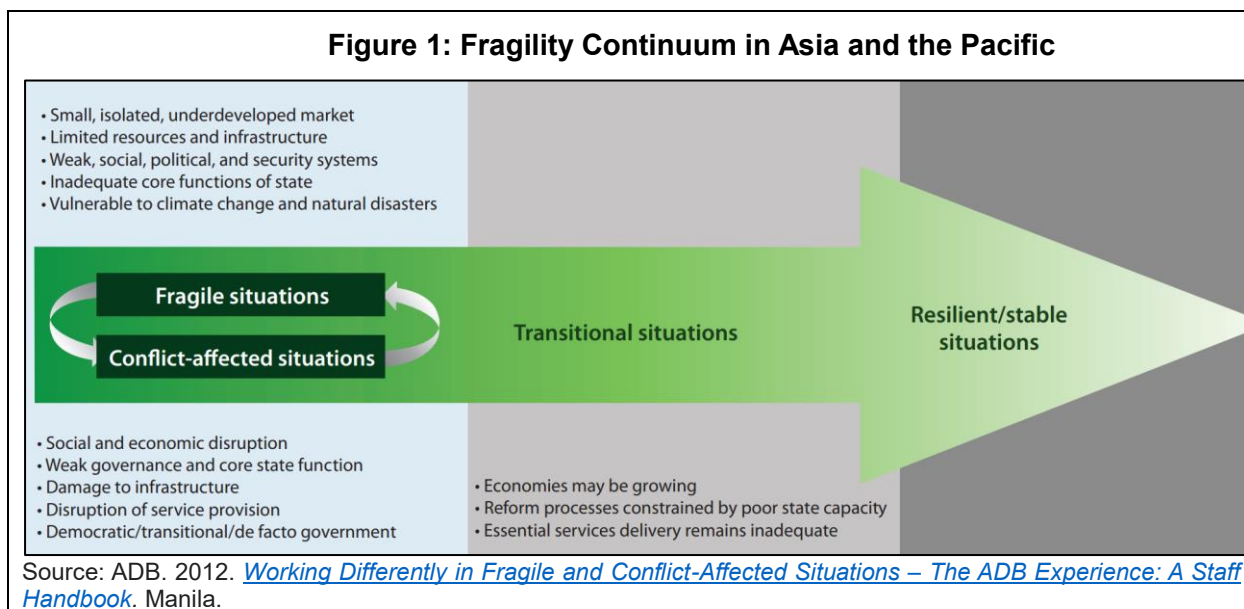 Figure 1: Fragility Continuum in Asia and the Pacific
• Small, isolated, underdeveloped market
• Limited resources and infrastructure
• Weak, social, political, and security systems
• Inadequate core functions of state
• Vulnerable to climate change and natural disasters
Fragile situations
Conflict-affected situations
Transitional situations
Resilient/stable
situations
• Social and economic disruption
• Weak governance and core state function
• Damage to infrastructure
• Disruption of service provision
• Democratic/transitional/de facto government
• Economies may be growing
• Reform processes constrained by poor state capacity
• Essential services delivery remains inadequate
Source: ADB. 2012. Working Differently in Fragile and Conflict-Affected Situations – The ADB Experience: A Staff
Handbook. Manila.